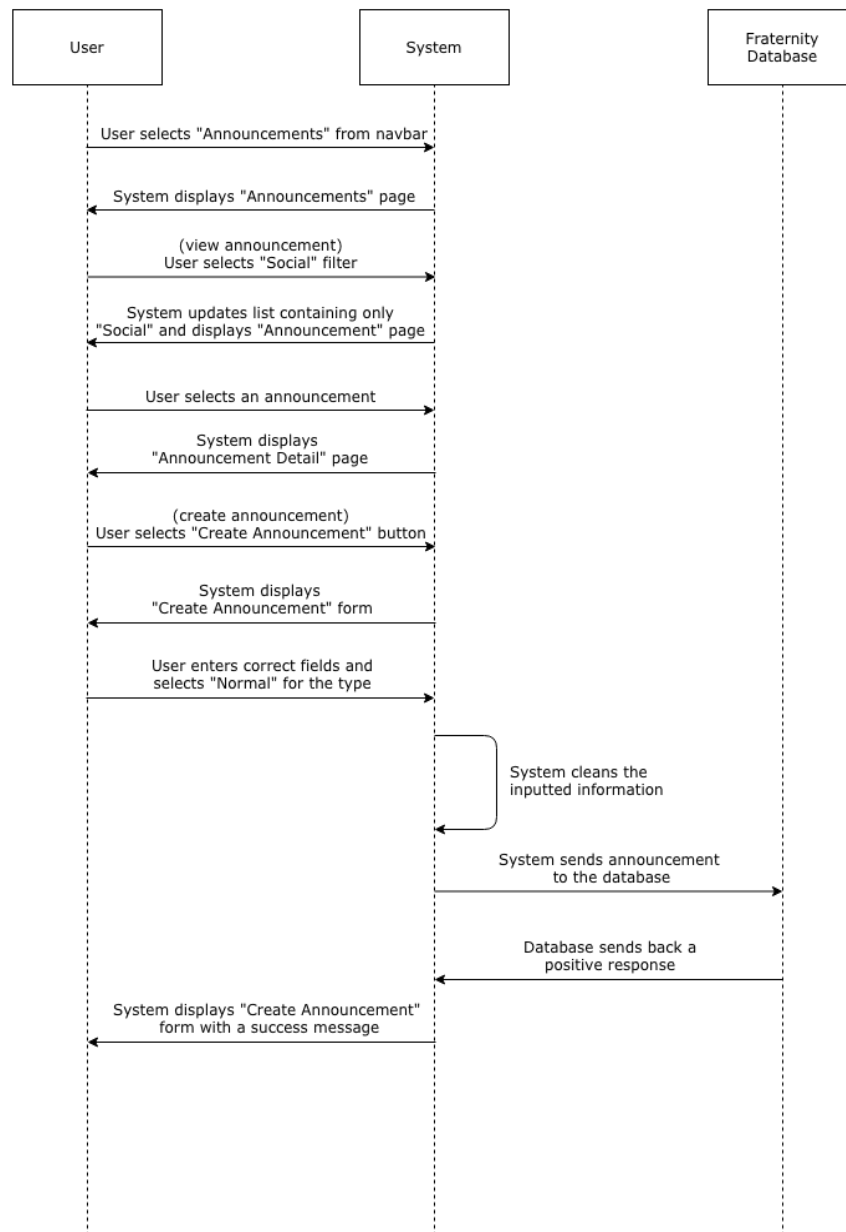 User
System
Fraternity
Database
User selects "Announcements" from navbar
System displays "Announcements" page
(view announcement)
User selects "Social" filter
System updates list containing only
"Social" and displays "Announcement" page
User selects an announcement
System displays
"Announcement Detail" page
(create announcement)
User selects "Create Announcement" button
System displays
"Create Announcement" form
User enters correct fields and
selects "Normal" for the type
System cleans the
inputted information
System sends announcement
to the database
Database sends back a
positive response
System displays "Create Announcement"
form with a success message